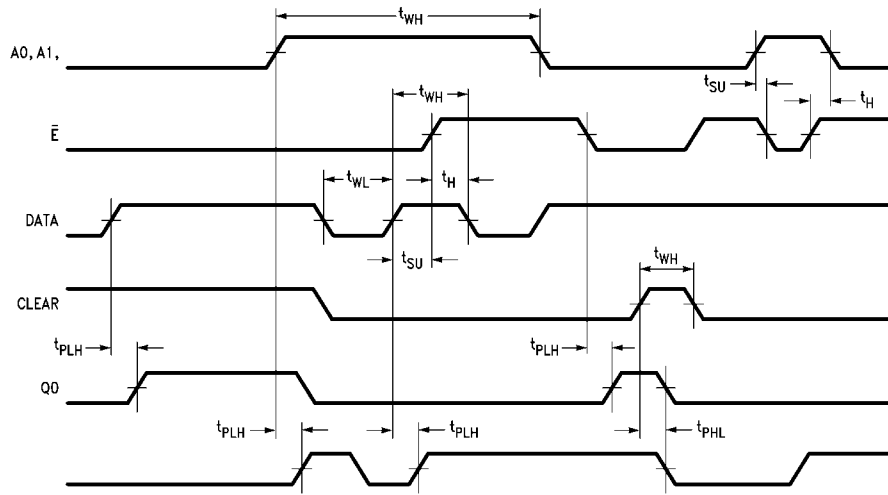 tWH
A0, A1,
tSU
tWH
tH
Ē
tWL
tH
DATA
tSU
tWH
CLEAR
tPLH
tPLH
Q0
tPLH
tPLH
tPHL